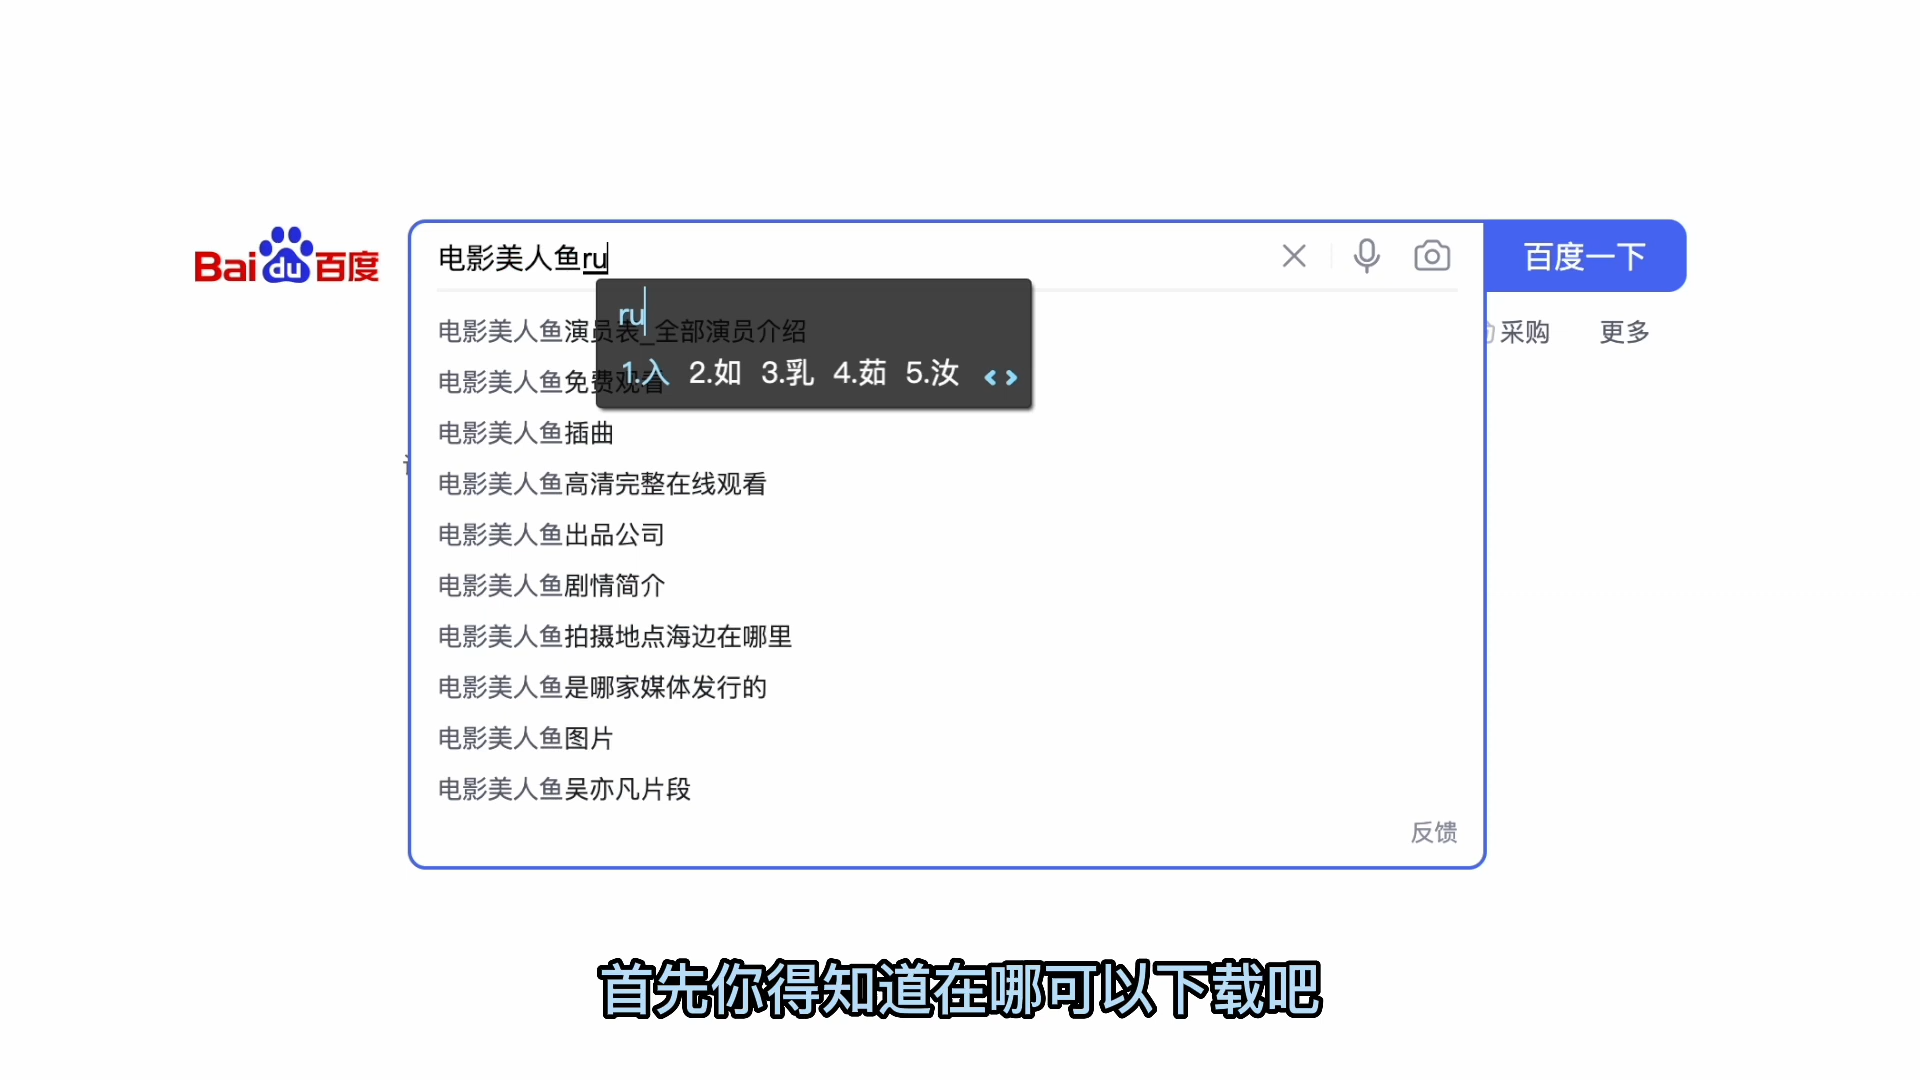 Bai du 百度
电影美人鱼ru
百度一下
ru
1.入 2.如 3.乳 4.茹 5.汝
电影美人鱼演员表_全部演员介绍
采购 更多
电影美人鱼免费观看
电影美人鱼插曲
电影美人鱼高清完整在线观看
电影美人鱼出品公司
电影美人鱼剧情简介
电影美人鱼拍摄地点海边在哪里
电影美人鱼是哪家媒体发行的
电影美人鱼图片
电影美人鱼吴亦凡片段
反馈
首先你得知道在哪可以下载吧